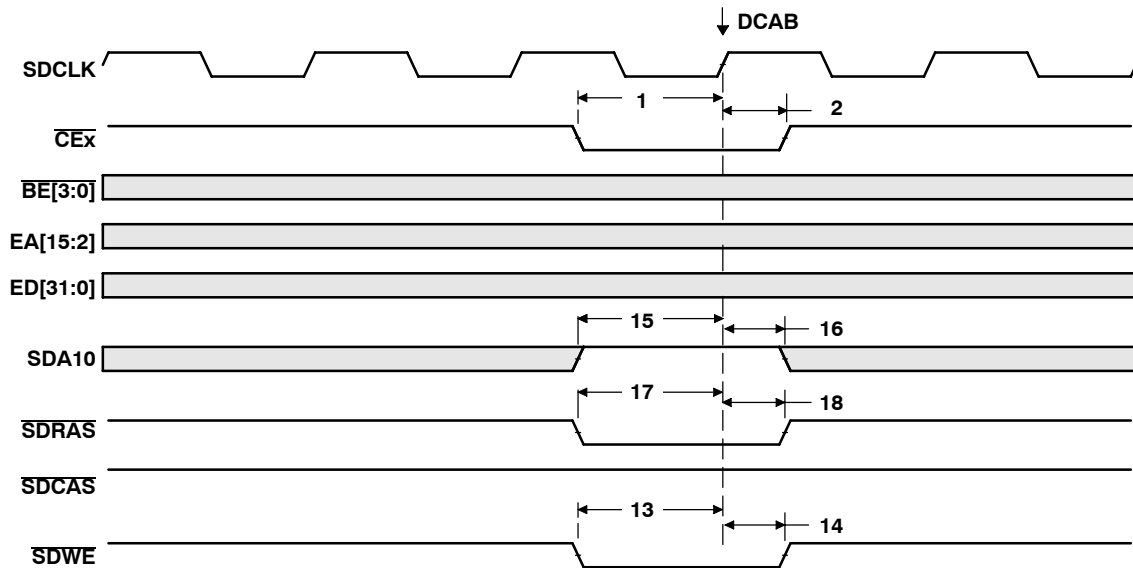 DCAB
SDCLK
1 2
CEx
BE[3:0]
EA[15:2]
ED[31:0]
15 16
SDA10
17 18
SDRAS
SDCAS
13 14
SDWE